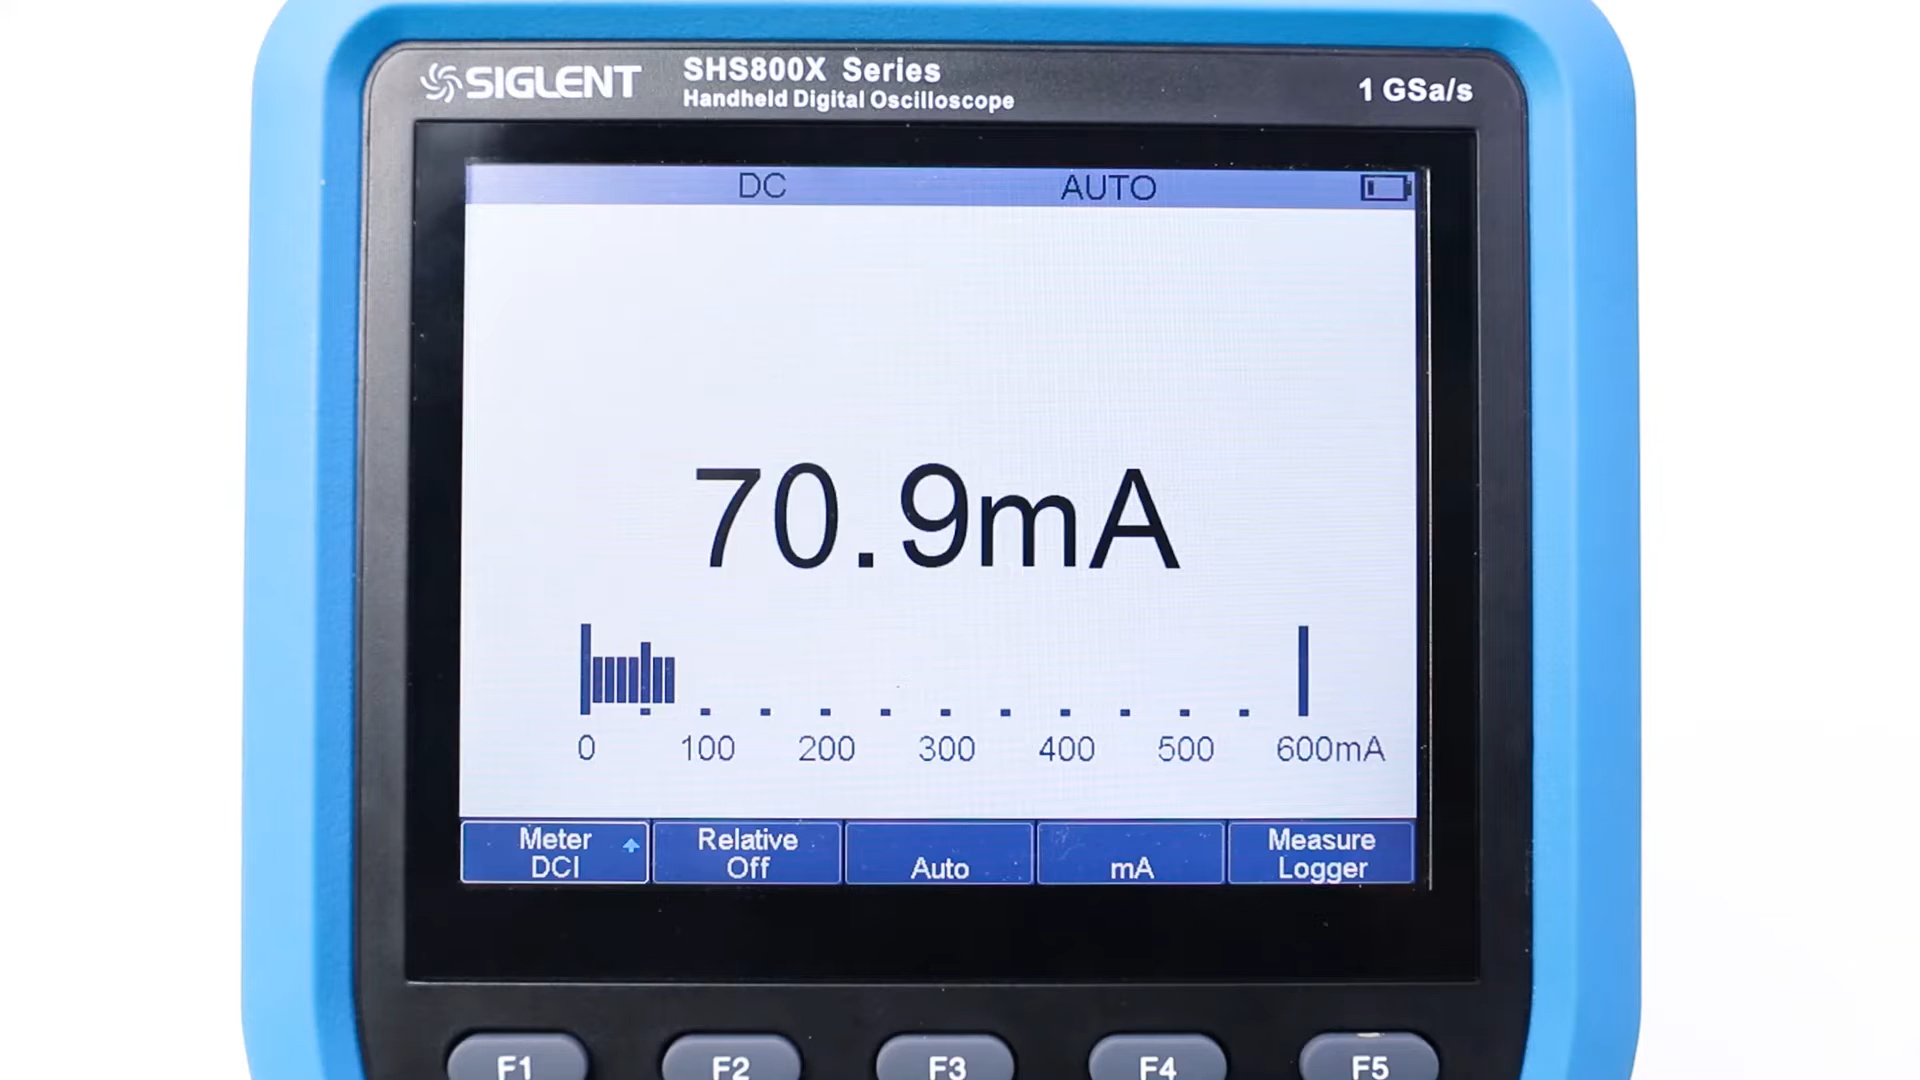 SIGLENT
SHS800X Series
Handheld Digital Oscilloscope
1 GSa/s
DC AUTO
70.9mA
0 100 200 300 400 500 600mA
Meter
DCI
Relative
Off
Auto
mA
Measure
Logger
F1 F2 F3 F4 F5